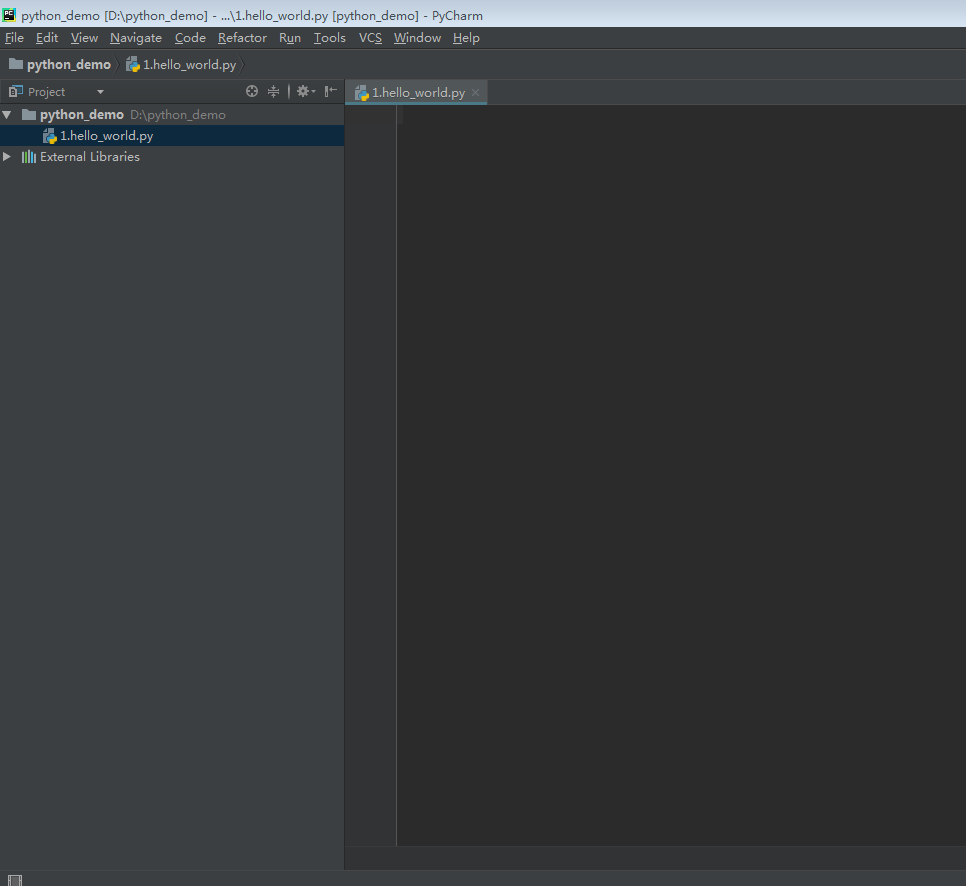 python_demo [D:\python_demo] - ...\1.hello_world.py [python_demo] - PyCharm
File Edit View Navigate Code Refactor Run Tools VCS Window Help
python_demo 1.hello_world.py
Project 1.hello_world.py
python_demo D:\python_demo
1.hello_world.py
External Libraries